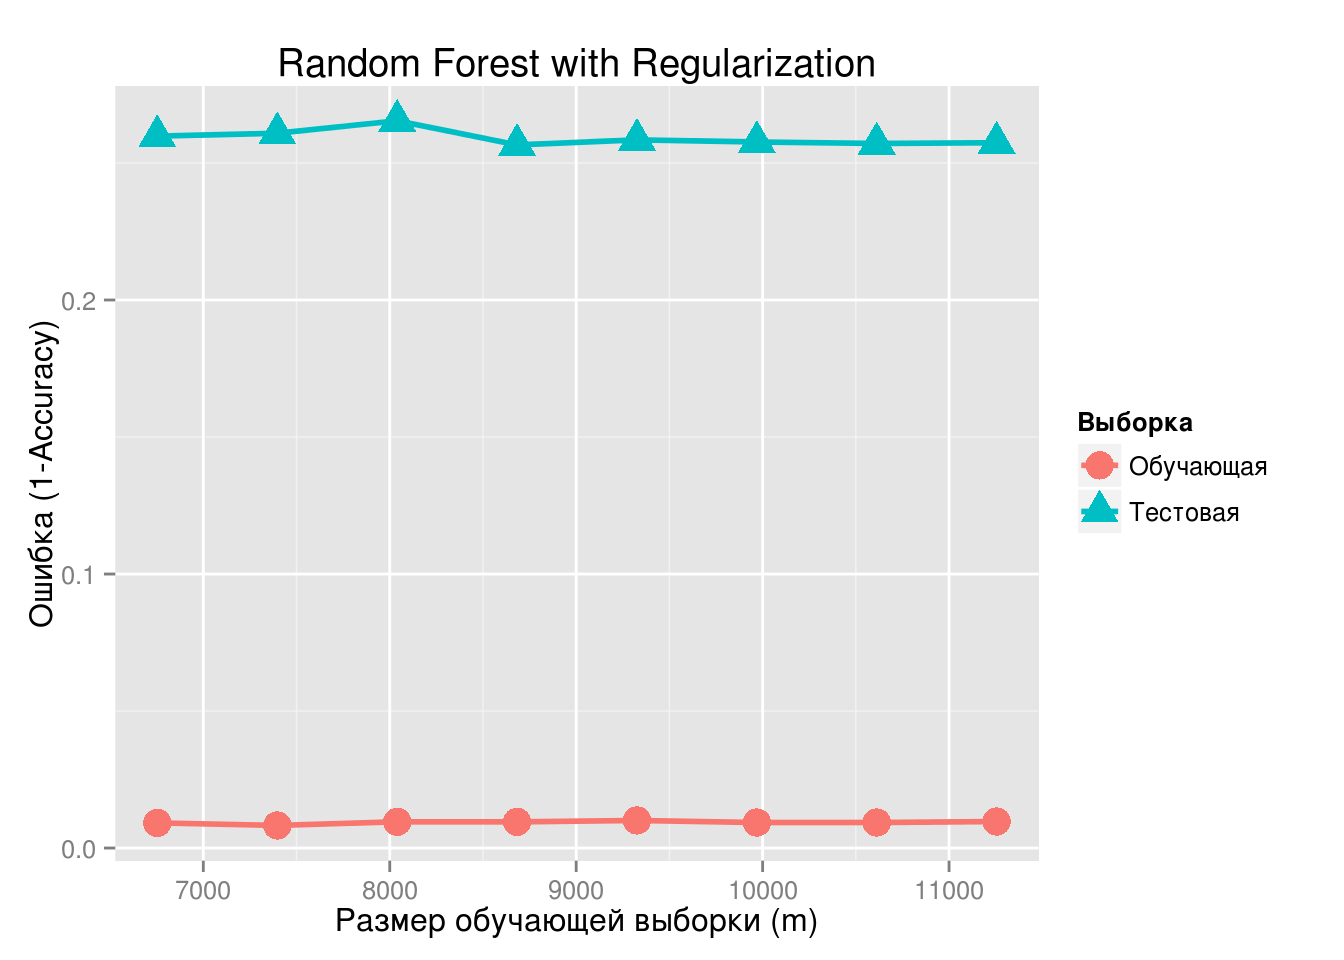 Random Forest with Regularization
Ошибка (1-Accuracy)
0.2
0.1
0.0
7000 8000 9000 10000 11000
Размер обучающей выборки (m)
Выборка
Обучающая
Тестовая